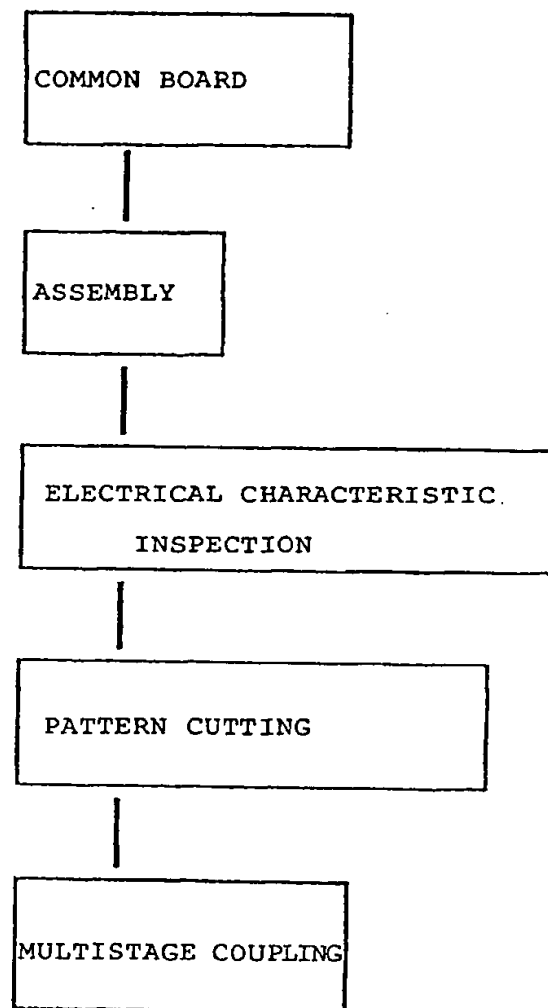 COMMON BOARD
ASSEMBLY
ELECTRICAL CHARACTERISTIC.
INSPECTION
PATTERN CUTTING
MULTISTAGE COUPLING